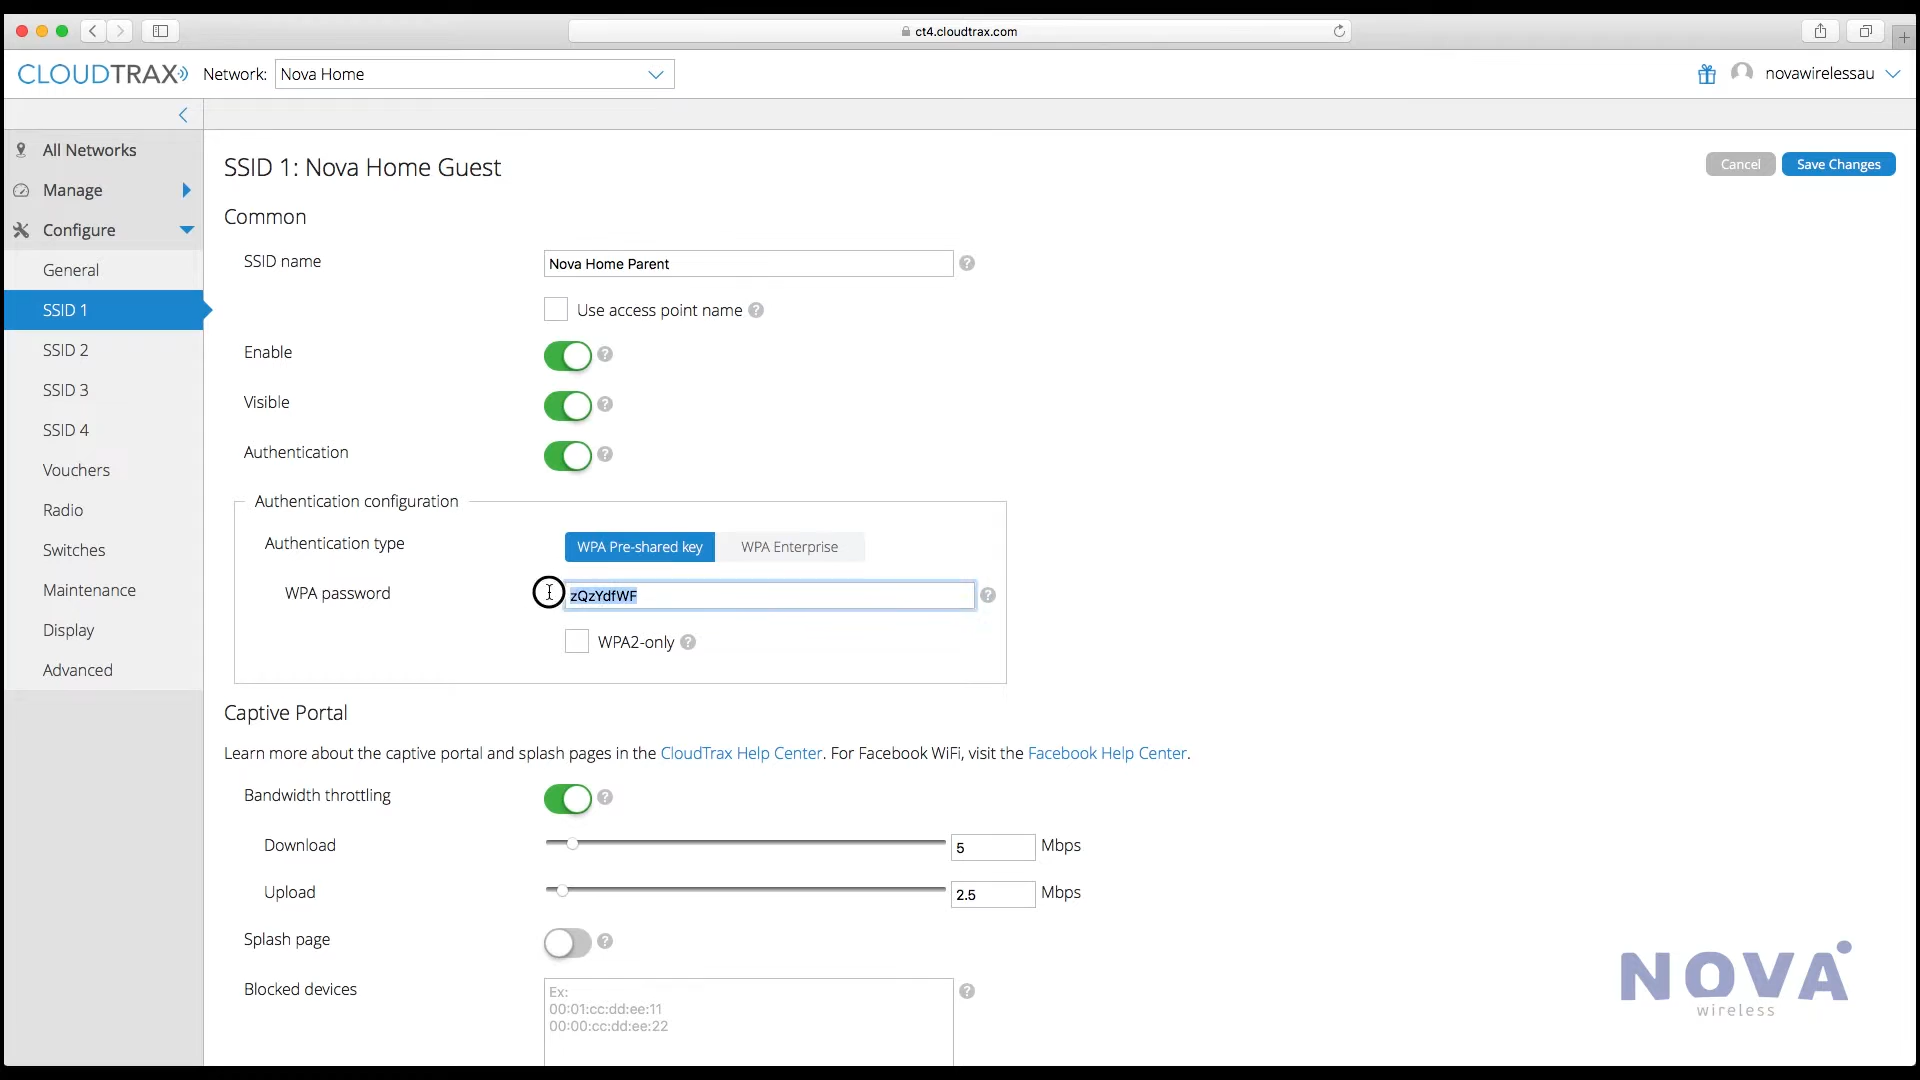 ct4.cloudtrax.com
CLOUDTRAX Network: Nova Home novawirelessau
All Networks
Manage
Configure
General
SSID 1
SSID 2
SSID 3
SSID 4
Vouchers
Radio
Switches
Maintenance
Display
Advanced
SSID 1: Nova Home Guest
Cancel Save Changes
Common
SSID name Nova Home Parent ?
Use access point name ?
Enable ?
Visible ?
Authentication ?
Authentication configuration
Authentication type WPA Pre-shared key WPA Enterprise
WPA password zQzYdfWF ?
WPA2-only ?
Captive Portal
Learn more about the captive portal and splash pages in the CloudTrax Help Center. For Facebook WiFi, visit the Facebook Help Center.
Bandwidth throttling ?
Download 5 Mbps
Upload 2.5 Mbps
Splash page ?
Blocked devices Ex: ?
00:01:cc:dd:ee:11
00:00:cc:dd:ee:22
NOVA
wireless